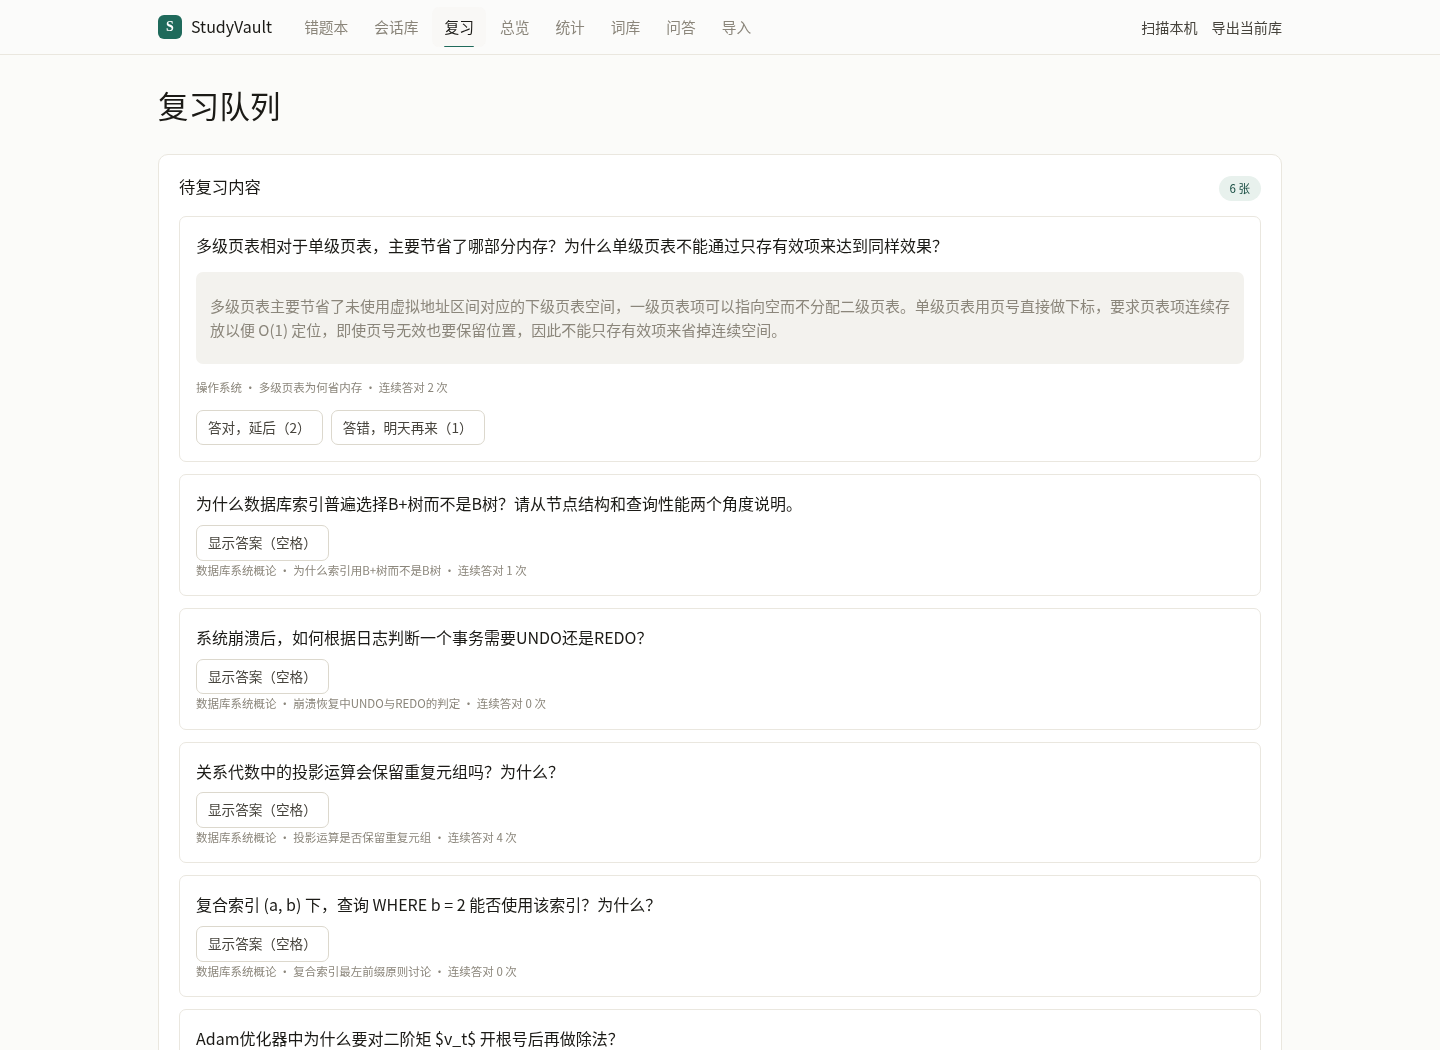 S StudyVault 错题本 会话库 复习 总览 统计 词库 问答 导入 扫描本机 导出当前库
复习队列
待复习内容 6 张
多级页表相对于单级页表，主要节省了哪部分内存？为什么单级页表不能通过只存有效项来达到同样效果？
多级页表主要节省了未使用虚拟地址区间对应的下级页表空间，一级页表项可以指向空而不分配二级页表。单级页表用页号直接做下标，要求页表项连续存
放以便 O(1) 定位，即使页号无效也要保留位置，因此不能只存有效项来省掉连续空间。
操作系统 · 多级页表为何省内存 · 连续答对 2 次
答对，延后（2） 答错，明天再来（1）
为什么数据库索引普遍选择B+树而不是B树？请从节点结构和查询性能两个角度说明。
显示答案（空格）
数据库系统概论 · 为什么索引用B+树而不是B树 · 连续答对 1 次
系统崩溃后，如何根据日志判断一个事务需要UNDO还是REDO？
显示答案（空格）
数据库系统概论 · 崩溃恢复中UNDO与REDO的判定 · 连续答对 0 次
关系代数中的投影运算会保留重复元组吗？为什么？
显示答案（空格）
数据库系统概论 · 投影运算是否保留重复元组 · 连续答对 4 次
复合索引 (a, b) 下，查询 WHERE b = 2 能否使用该索引？为什么？
显示答案（空格）
数据库系统概论 · 复合索引最左前缀原则讨论 · 连续答对 0 次
Adam优化器中为什么要对二阶矩 $v_t$ 开根号后再做除法？